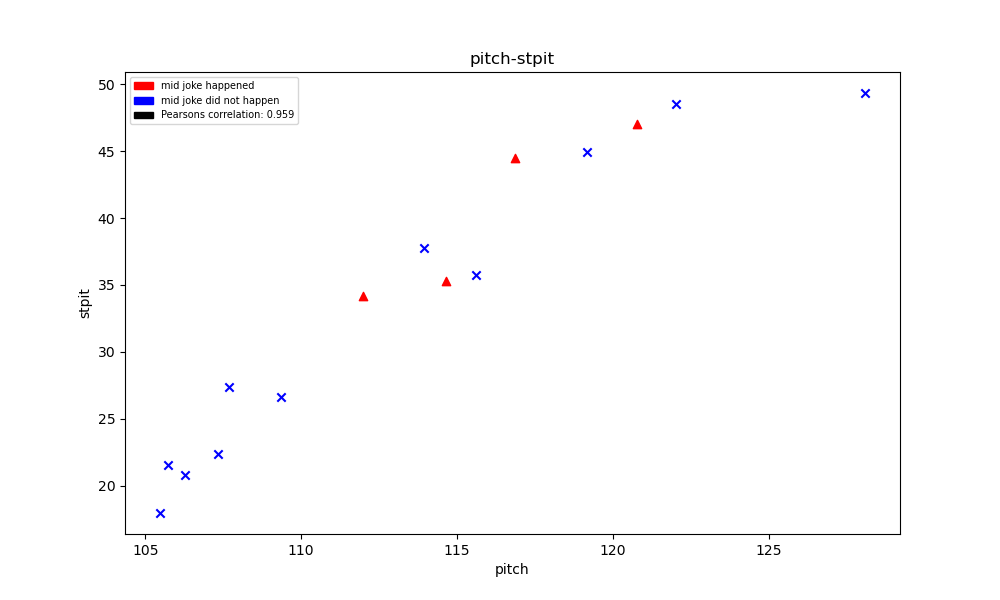 pitch-stpit
mid joke happened
mid joke did not happen
Pearsons correlation: 0.959
50
45
40
35
30
25
20
stpit
105 110 115 120 125
pitch